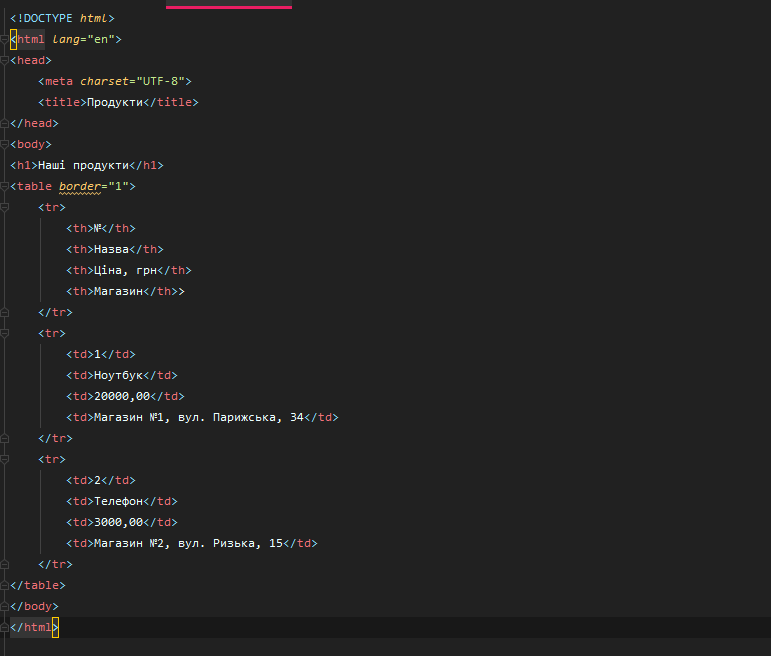 <!DOCTYPE html>
<html lang="en">
<head>
    <meta charset="UTF-8">
    <title>Продукти</title>
</head>
<body>
<h1>Наші продукти</h1>
<table border="1">
    <tr>
        <th>№</th>
        <th>Назва</th>
        <th>Ціна, грн</th>
        <th>Магазин</th>>
    </tr>
    <tr>
        <td>1</td>
        <td>Ноутбук</td>
        <td>20000,00</td>
        <td>Магазин №1, вул. Парижська, 34</td>
    </tr>
    <tr>
        <td>2</td>
        <td>Телефон</td>
        <td>3000,00</td>
        <td>Магазин №2, вул. Ризька, 15</td>
    </tr>
</table>
</body>
</html>